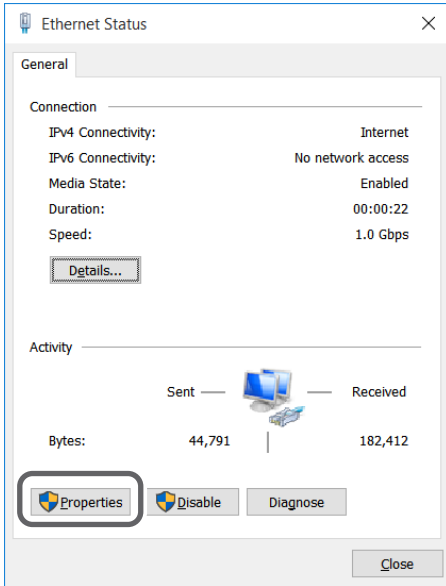 Ethernet Status
General
Connection
IPv4 Connectivity: Internet
IPv6 Connectivity: No network access
Media State: Enabled
Duration: 00:00:22
Speed: 1.0 Gbps
Details...
Activity
Sent Received
Bytes: 44,791 182,412
Properties Disable Diagnose
Close